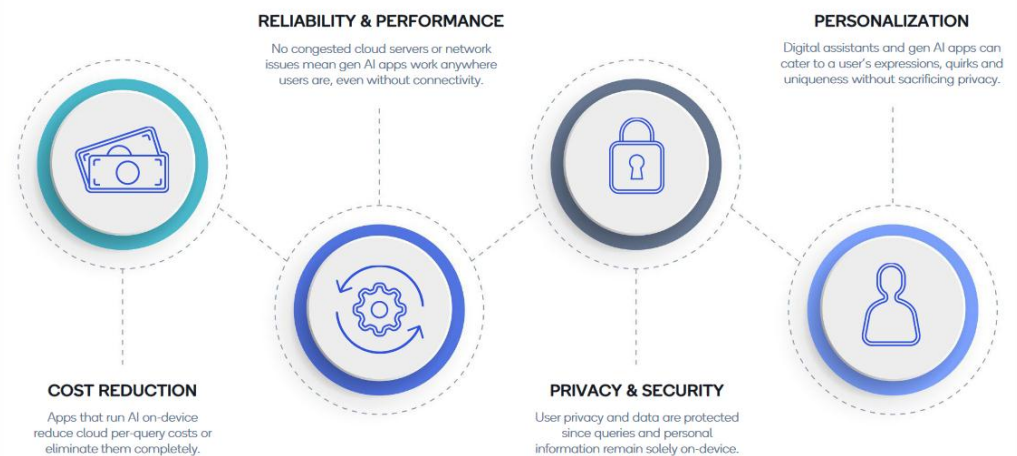 RELIABILITY & PERFORMANCE
No congested cloud servers or network
issues mean gen AI apps work anywhere
users are, even without connectivity.
PERSONALIZATION
Digital assistants and gen AI apps can
cater to a user's expressions, quirks and
uniqueness without sacrificing privacy.
COST REDUCTION
Apps that run AI on-device
reduce cloud per-query costs or
eliminate them completely.
PRIVACY & SECURITY
User privacy and data are protected
since queries and personal
information remain solely on-device.